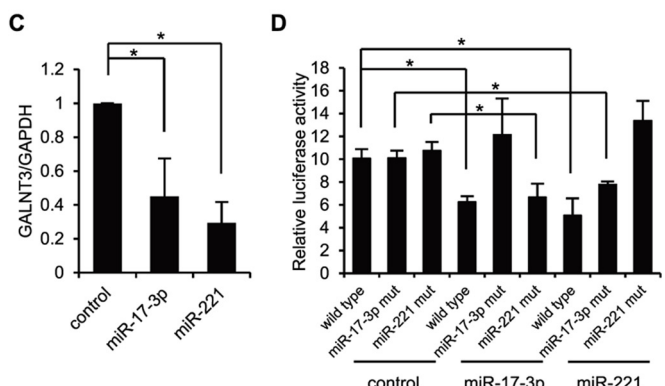 C
D
GALNT3/GAPDH
1.2
1
0.8
0.6
0.4
0.2
0
*
*
control
miR-17-3p
miR-221
Relative luciferase activity
18
16
14
12
10
8
6
4
2
0
*
*
*
*
wild type
miR-17-3p mut
miR-221 mut
wild type
miR-17-3p mut
miR-221 mut
wild type
miR-17-3p mut
miR-221 mut
control
miR-17-3p
miR-221